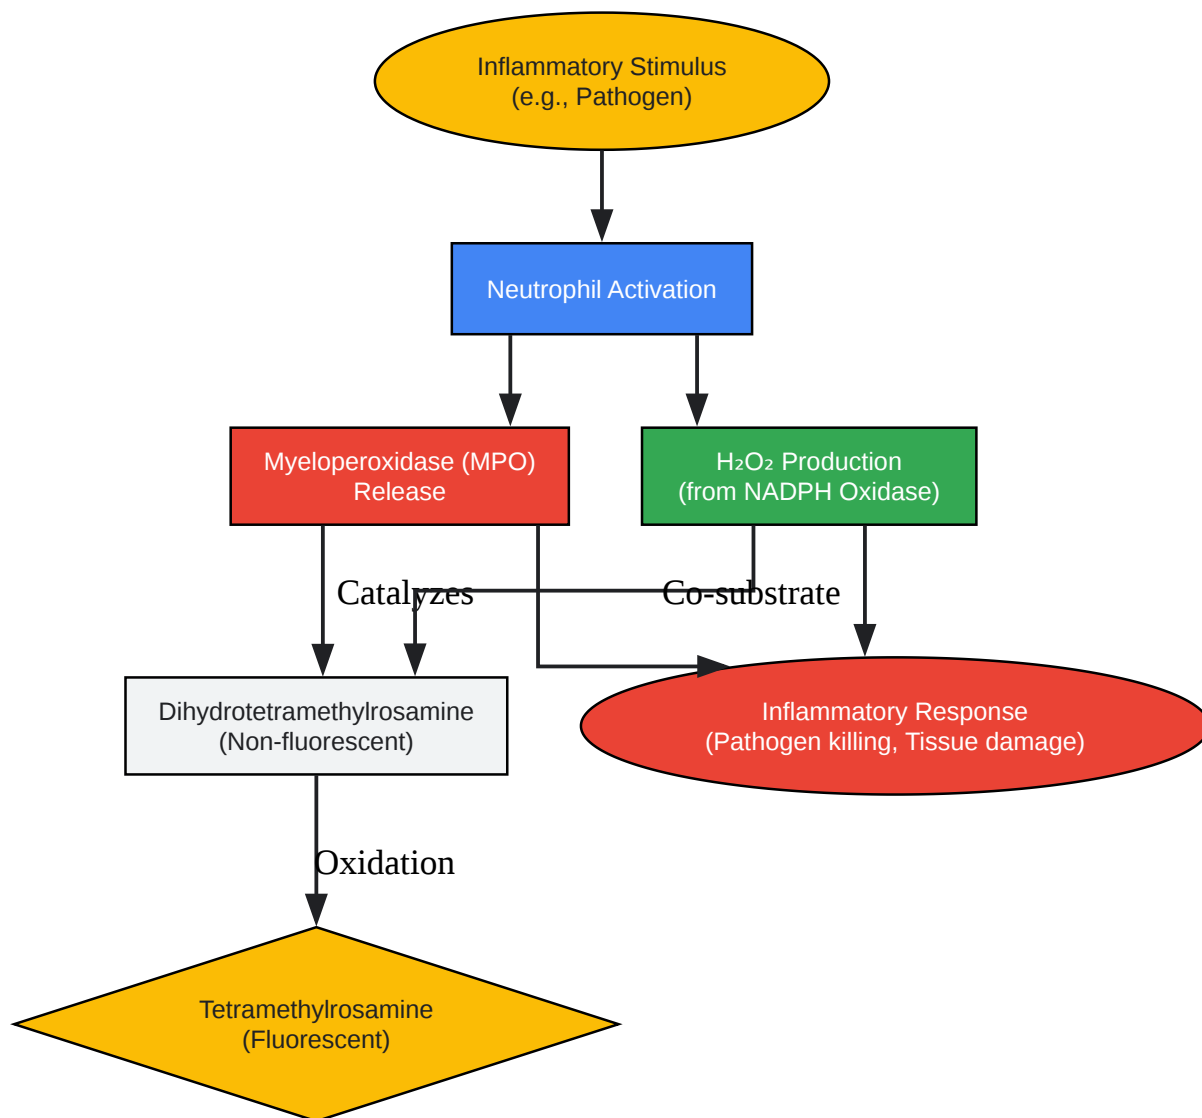 Inflammatory Stimulus
(e.g., Pathogen)
Neutrophil Activation
Myeloperoxidase (MPO)
Release
H₂O₂ Production
(from NADPH Oxidase)
Catalyzes
Co-substrate
Dihydrotetramethylrosamine
(Non-fluorescent)
Inflammatory Response
(Pathogen killing, Tissue damage)
Oxidation
Tetramethylrosamine
(Fluorescent)